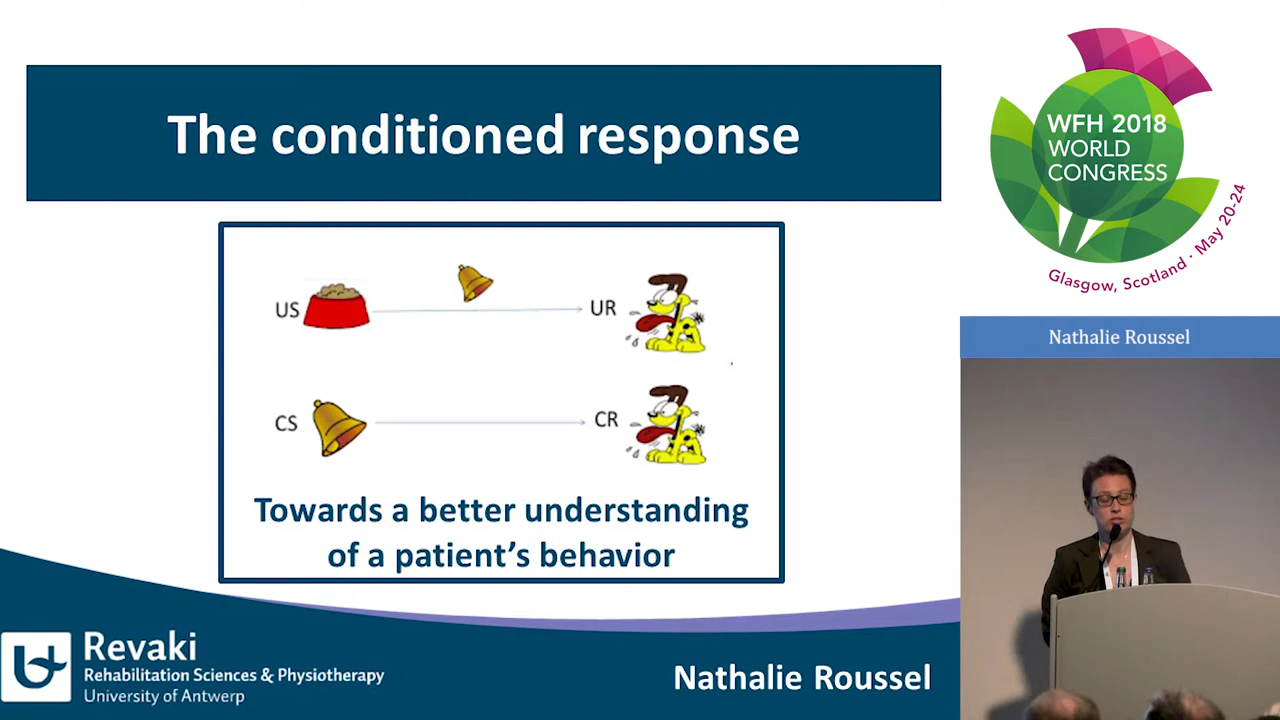 The conditioned response
US
UR
CS
CR
Towards a better understanding
of a patient's behavior
Revaki
Rehabilitation Sciences & Physiotherapy
University of Antwerp
Nathalie Roussel
WFH 2018
WORLD
CONGRESS
Glasgow, Scotland · May 20-24
Nathalie Roussel